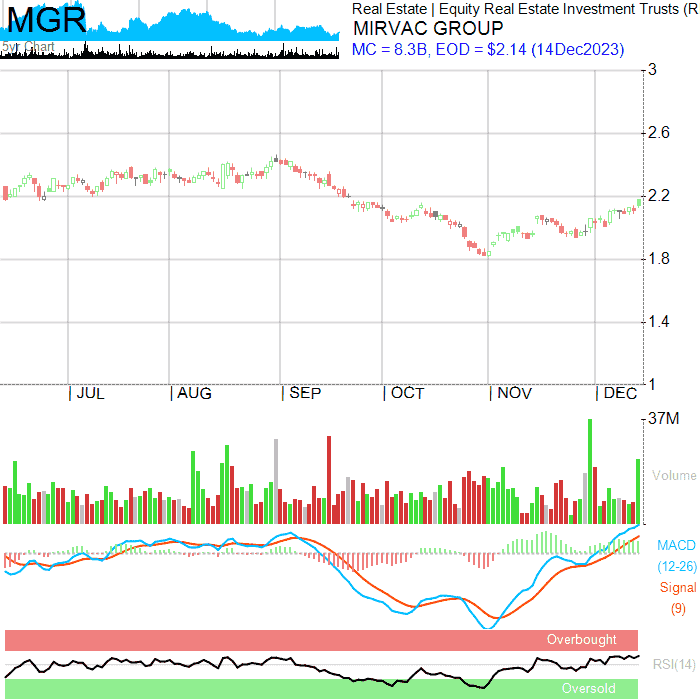 MGR
5yr Chart
Real Estate | Equity Real Estate Investment Trusts (R
MIRVAC GROUP
MC = 8.3B, EOD = $2.14 (14Dec2023)
3
2.6
2.2
1.8
1.4
1
JUL
AUG
SEP
OCT
NOV
DEC
37M
Volume
MACD
(12-26)
Signal
(9)
Overbought
RSI(14)
Oversold